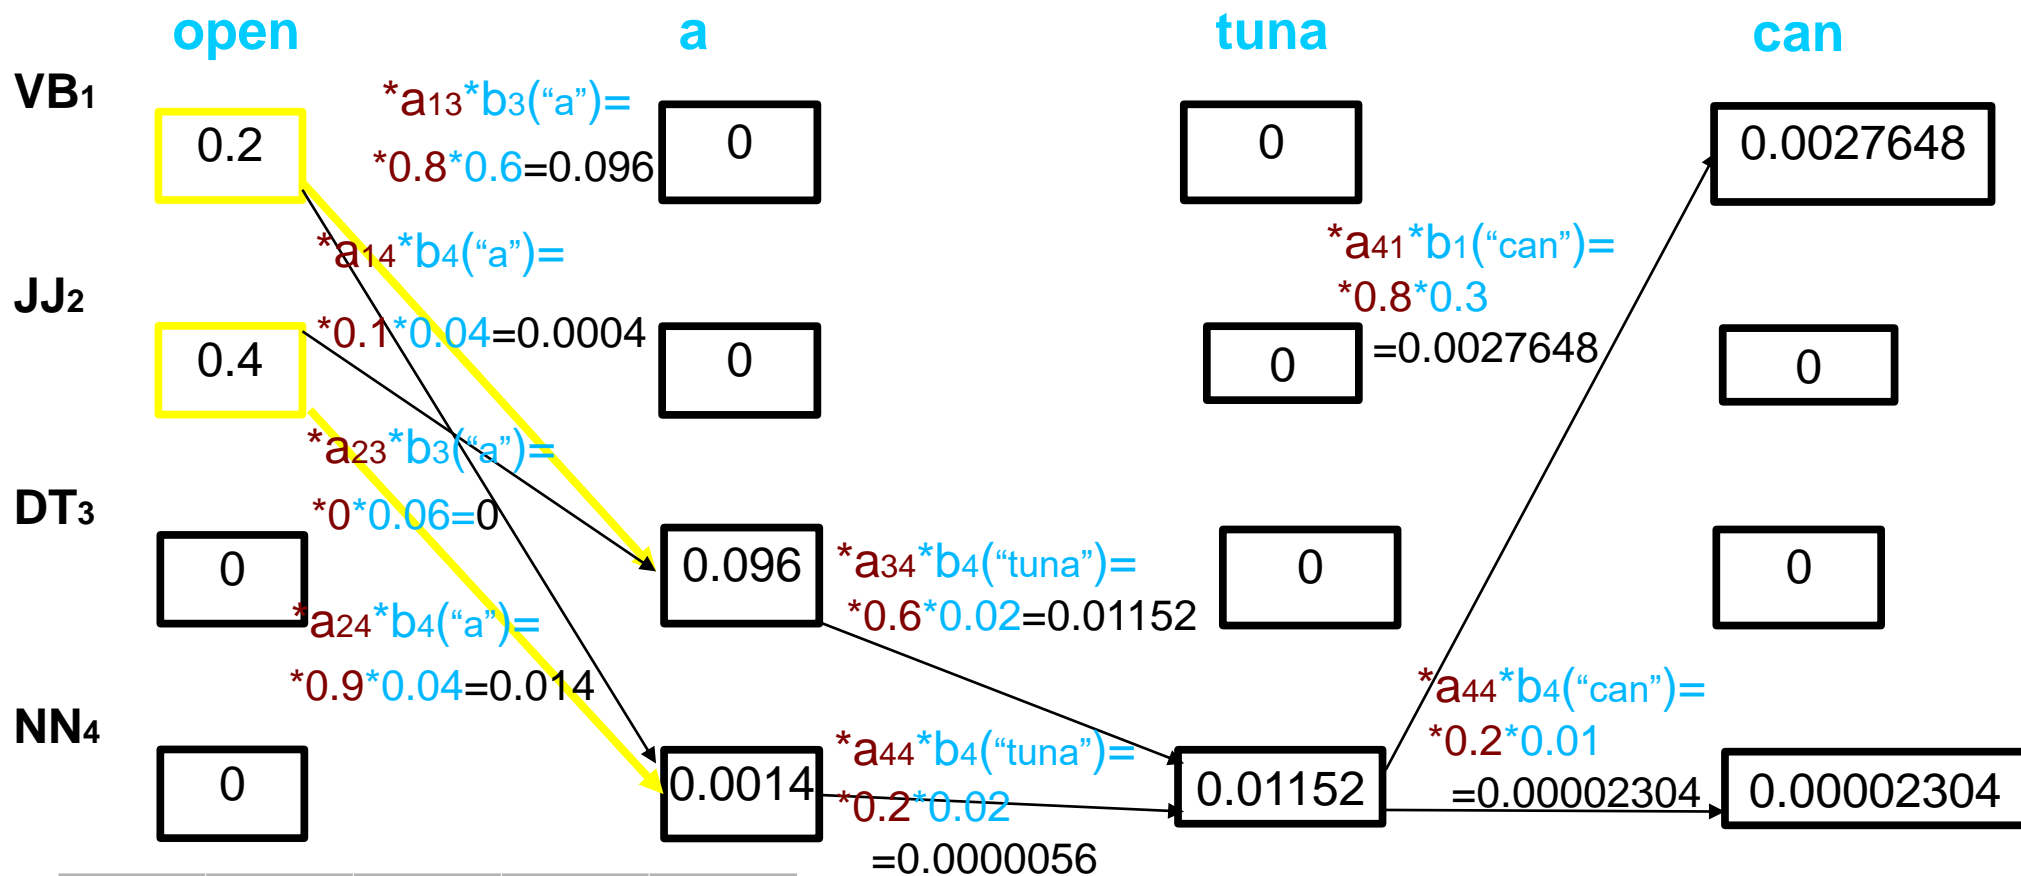 open a tuna can
VB1
0.2
*a13*b3(“a”)=
*0.8*0.6=0.096
0
0
0.0027648
*a14*b4(“a”)=
*0.1*0.04=0.0004
*a41*b1(“can”)=
*0.8*0.3
=0.0027648
JJ2
0.4
0
0
0
*a23*b3(“a”)=
*0*0.06=0
DT3
0
0.096
*a34*b4(“tuna”)=
*0.6*0.02=0.01152
0
0
*a24*b4(“a”)=
*0.9*0.04=0.014
NN4
0
0.0014
*a44*b4(“tuna”)=
*0.2*0.02
=0.0000056
0.01152
*a44*b4(“can”)=
*0.2*0.01
=0.00002304
0.00002304